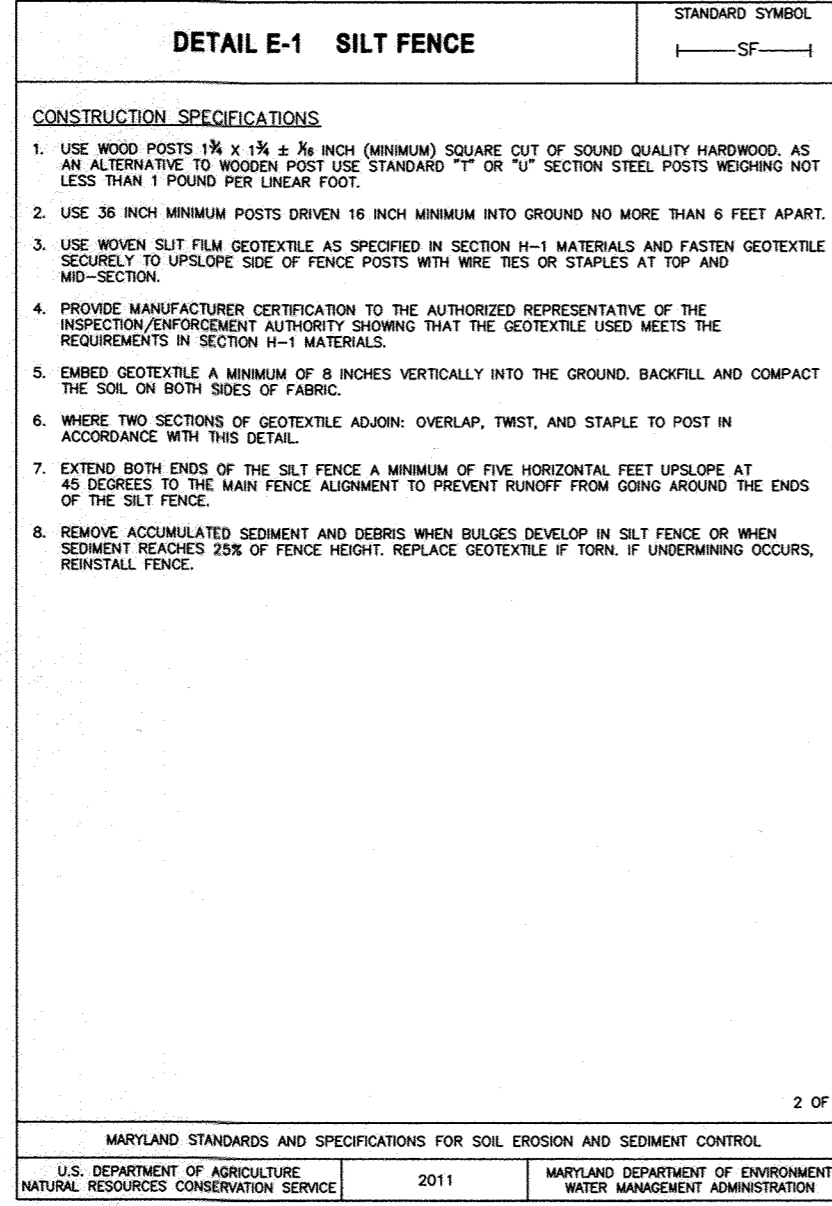 DETAIL E-1 SILT FENCE
STANDARD SYMBOL
SF
CONSTRUCTION SPECIFICATIONS
1. USE WOOD POSTS 1¾ X 1¾ ± 1/16 INCH (MINIMUM) SQUARE CUT OF SOUND QUALITY HARDWOOD. AS
AN ALTERNATIVE TO WOODEN POST USE STANDARD "T" OR "U" SECTION STEEL POSTS WEIGHING NOT
LESS THAN 1 POUND PER LINEAR FOOT.
2. USE 36 INCH MINIMUM POSTS DRIVEN 16 INCH MINIMUM INTO GROUND NO MORE THAN 6 FEET APART.
3. USE WOVEN SLIT FILM GEOTEXTILE AS SPECIFIED IN SECTION H-1 MATERIALS AND FASTEN GEOTEXTILE
SECURELY TO UPSLOPE SIDE OF FENCE POSTS WITH WIRE TIES OR STAPLES AT TOP AND
MID-SECTION.
4. PROVIDE MANUFACTURER CERTIFICATION TO THE AUTHORIZED REPRESENTATIVE OF THE
INSPECTION/ENFORCEMENT AUTHORITY SHOWING THAT THE GEOTEXTILE USED MEETS THE
REQUIREMENTS IN SECTION H-1 MATERIALS.
5. EMBED GEOTEXTILE A MINIMUM OF 8 INCHES VERTICALLY INTO THE GROUND. BACKFILL AND COMPACT
THE SOIL ON BOTH SIDES OF FABRIC.
6. WHERE TWO SECTIONS OF GEOTEXTILE ADJOIN: OVERLAP, TWIST, AND STAPLE TO POST IN
ACCORDANCE WITH THIS DETAIL.
7. EXTEND BOTH ENDS OF THE SILT FENCE A MINIMUM OF FIVE HORIZONTAL FEET UPSLOPE AT
45 DEGREES TO THE MAIN FENCE ALIGNMENT TO PREVENT RUNOFF FROM GOING AROUND THE ENDS
OF THE SILT FENCE.
8. REMOVE ACCUMULATED SEDIMENT AND DEBRIS WHEN BULGES DEVELOP IN SILT FENCE OR WHEN
SEDIMENT REACHES 25% OF FENCE HEIGHT. REPLACE GEOTEXTILE IF TORN. IF UNDERMINING OCCURS,
REINSTALL FENCE.
2 OF
MARYLAND STANDARDS AND SPECIFICATIONS FOR SOIL EROSION AND SEDIMENT CONTROL
U.S. DEPARTMENT OF AGRICULTURE
NATURAL RESOURCES CONSERVATION SERVICE
2011
MARYLAND DEPARTMENT OF ENVIRONMENT
WATER MANAGEMENT ADMINISTRATION